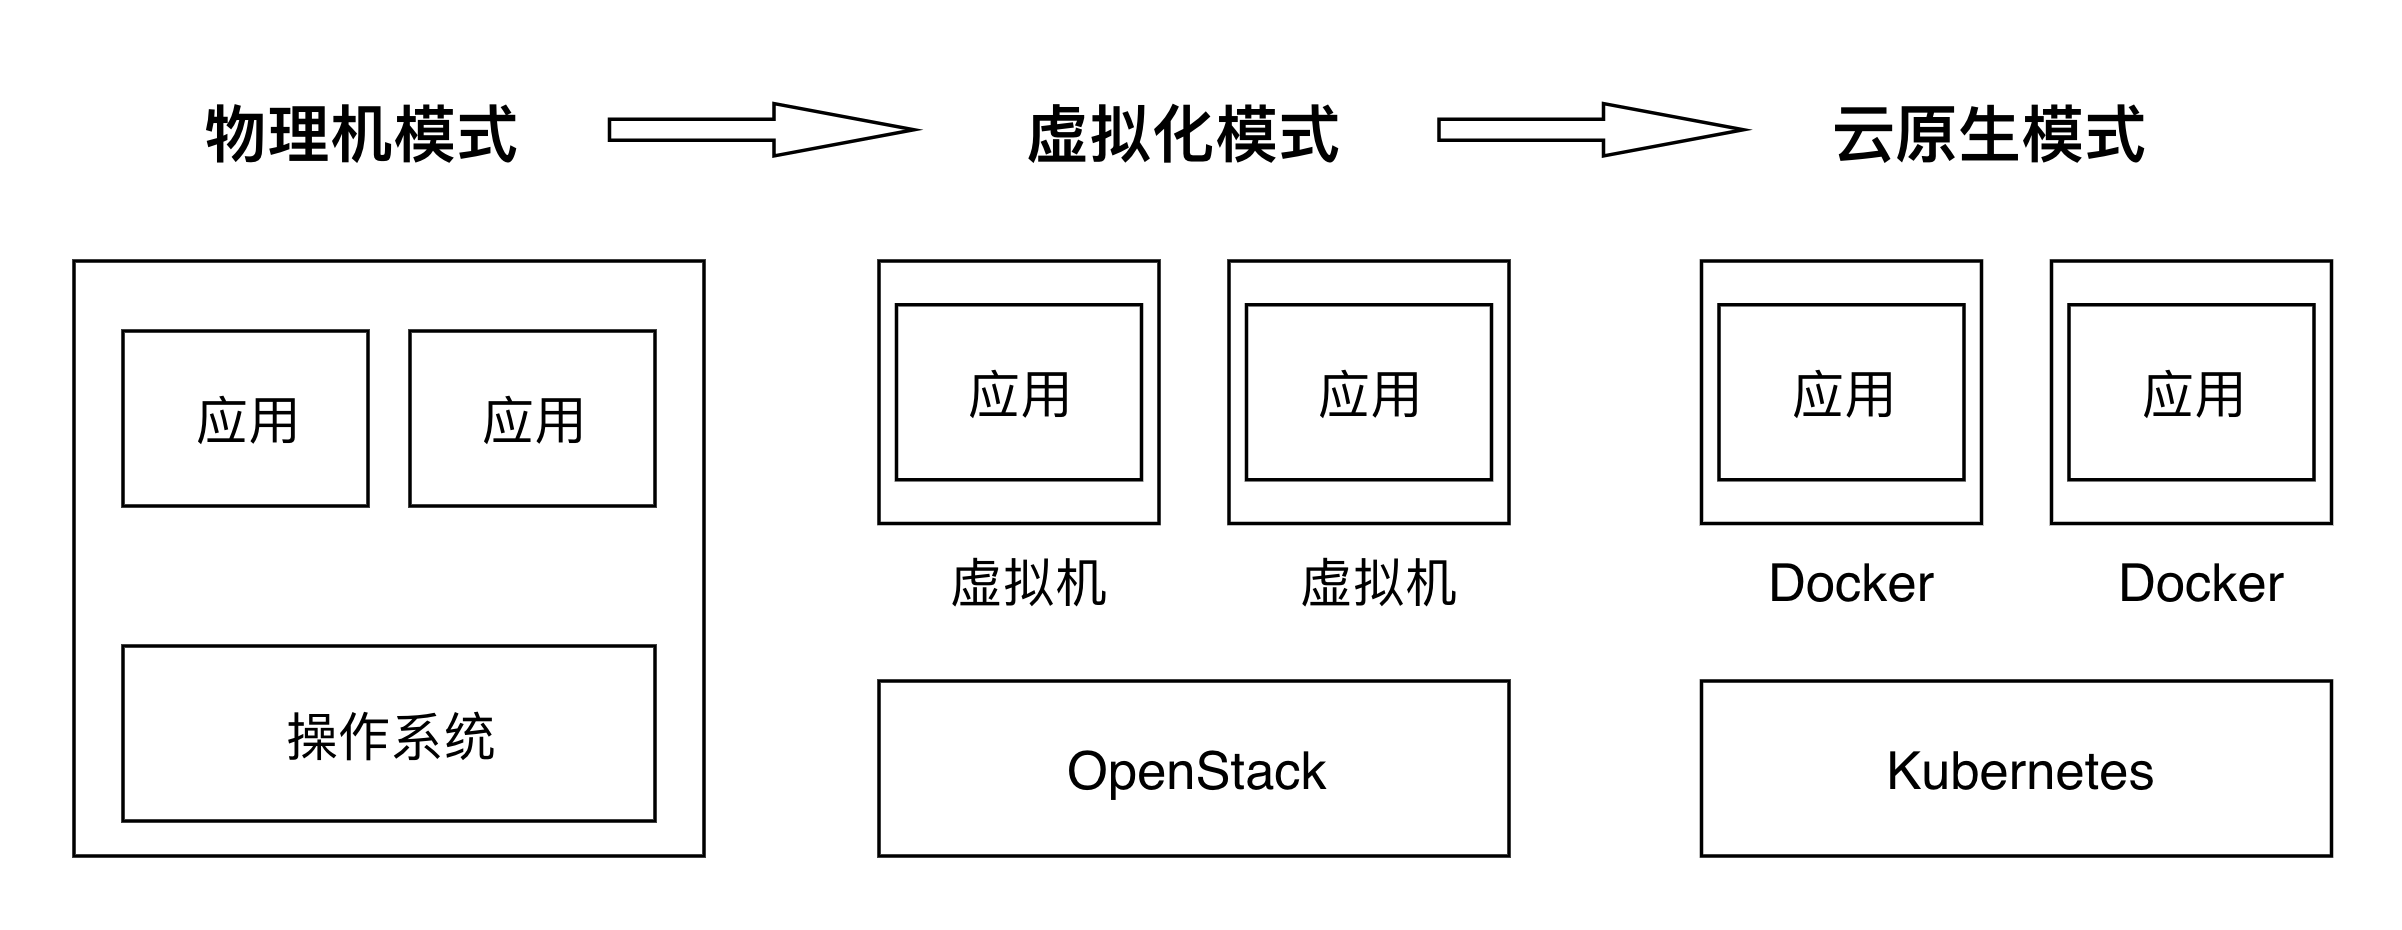 物理机模式
虚拟化模式
云原生模式
应用
应用
操作系统
应用
应用
虚拟机
虚拟机
OpenStack
应用
应用
Docker
Docker
Kubernetes